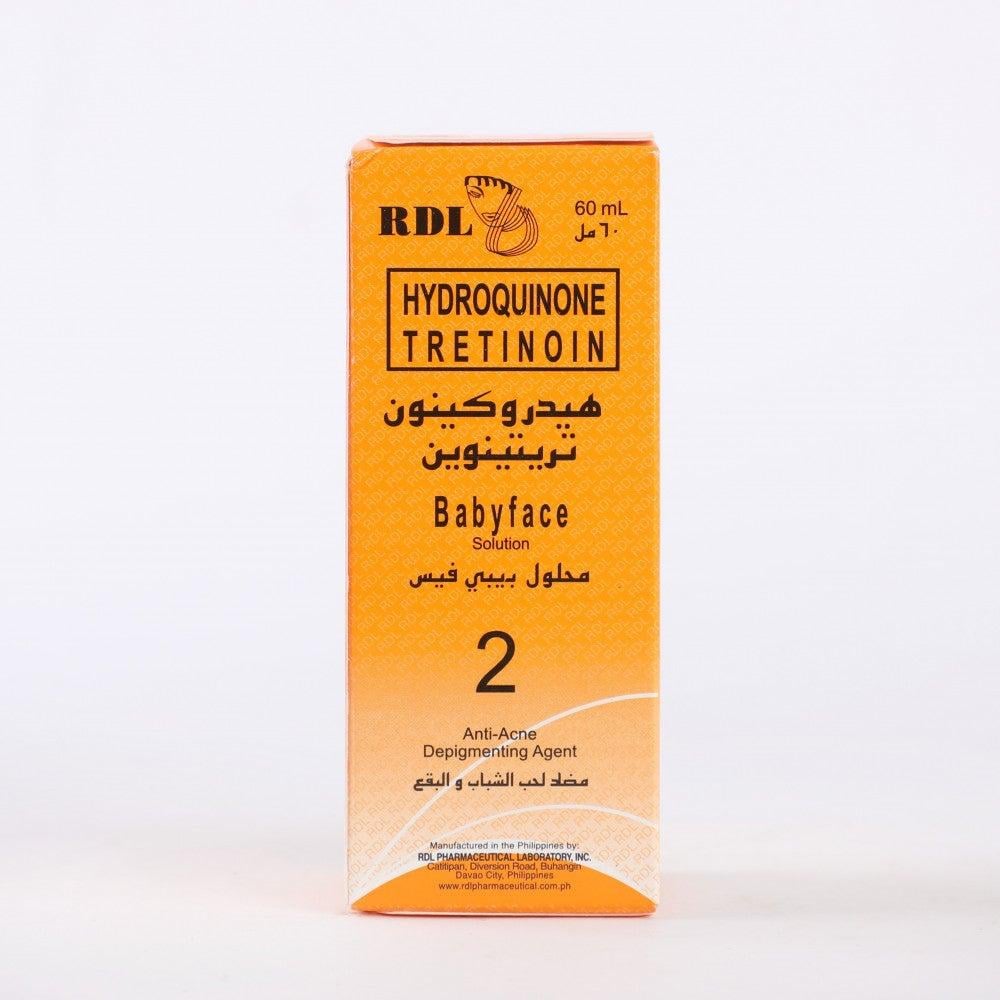 RDL
60 mL
٦٠ مل
HYDROQUINONE
TRETINOIN
هيدروكينون
تريتينوين
Babyface
Solution
محلول بيبي فيس
2
Anti-Acne
Depigmenting Agent
مضاد لحب الشباب و البقع
Manufactured in the Philippines by:
RDL PHARMACEUTICAL LABORATORY, INC.
Catitipan, Diversion Road, Buhangin
Davao City, Philippines
www.rdlpharmaceutical.com.ph